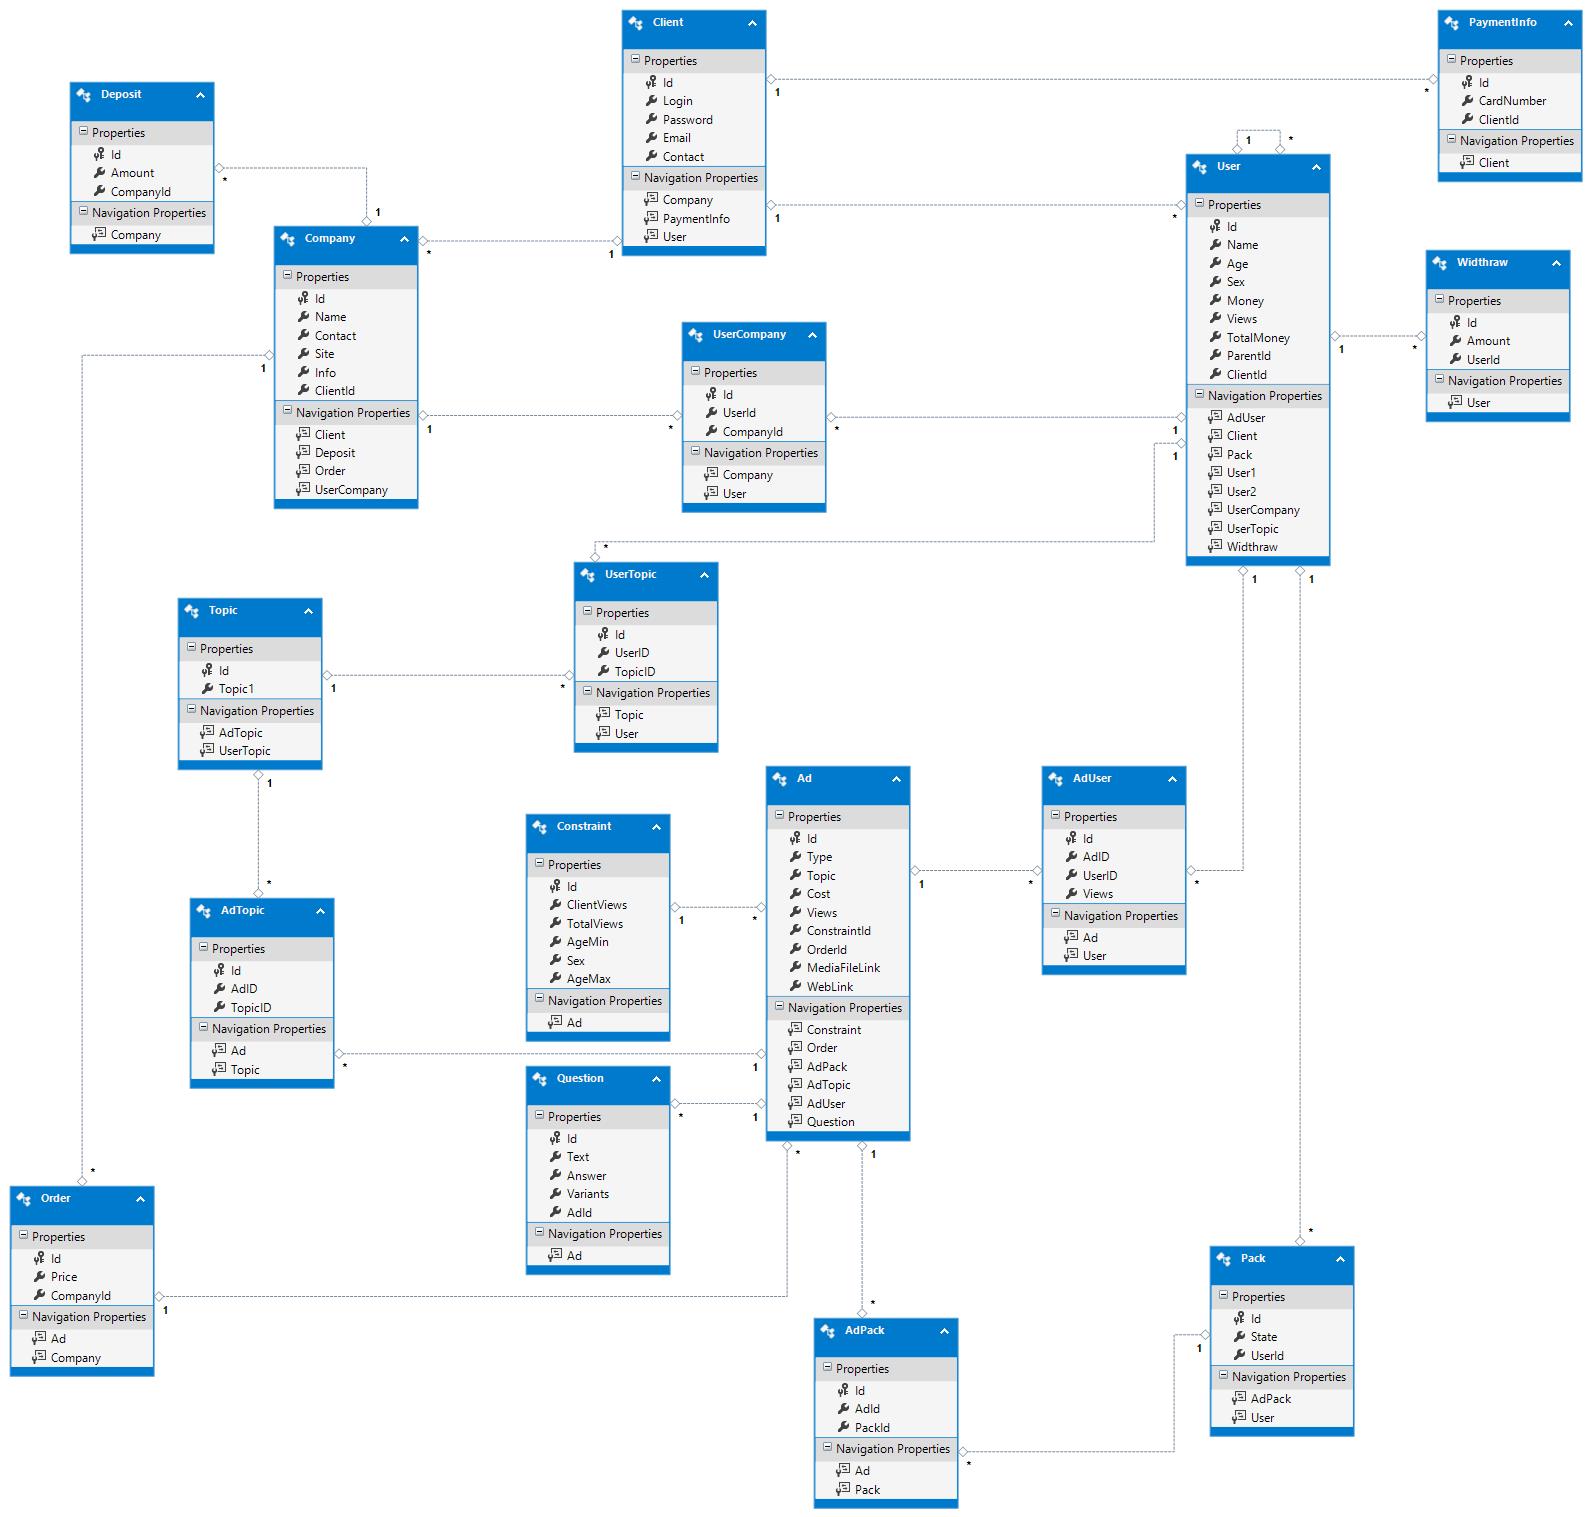 Client
Properties
Id
Login
Password
Email
Contact
Navigation Properties
Company
PaymentInfo
User
1
*
1
*
1
*
PaymentInfo
Properties
Id
CardNumber
ClientId
Navigation Properties
Client
Deposit
Properties
Id
Amount
CompanyId
Navigation Properties
Company
*
1
Company
Properties
Id
Name
Contact
Site
Info
ClientId
Navigation Properties
Client
Deposit
Order
UserCompany
1
1
*
UserCompany
Properties
Id
UserId
CompanyId
Navigation Properties
Company
User
*
1
1
*
User
Properties
Id
Name
Age
Sex
Money
Views
TotalMoney
ParentId
ClientId
Navigation Properties
AdUser
Client
Pack
User1
User2
UserCompany
UserTopic
Widthraw
1
*
1
1
1
Widthraw
Properties
Id
Amount
UserId
Navigation Properties
User
*
UserTopic
Properties
Id
UserID
TopicID
Navigation Properties
Topic
User
Topic
Properties
Id
Topic1
Navigation Properties
AdTopic
UserTopic
1
*
1
*
AdTopic
Properties
Id
AdID
TopicID
Navigation Properties
Ad
Topic
*
1
Constraint
Properties
Id
ClientViews
TotalViews
AgeMin
Sex
AgeMax
Navigation Properties
Ad
1
*
Ad
Properties
Id
Type
Topic
Cost
Views
ConstraintId
OrderId
MediaFileLink
WebLink
Navigation Properties
Constraint
Order
AdPack
AdTopic
AdUser
Question
1
*
AdUser
Properties
Id
AdID
UserID
Views
Navigation Properties
Ad
User
*
Question
Properties
Id
Text
Answer
Variants
AdId
Navigation Properties
Ad
*
1
*
1
*
Order
Properties
Id
Price
CompanyId
Navigation Properties
Ad
Company
1
*
AdPack
Properties
Id
AdId
PackId
Navigation Properties
Ad
Pack
*
1
*
Pack
Properties
Id
State
UserId
Navigation Properties
AdPack
User